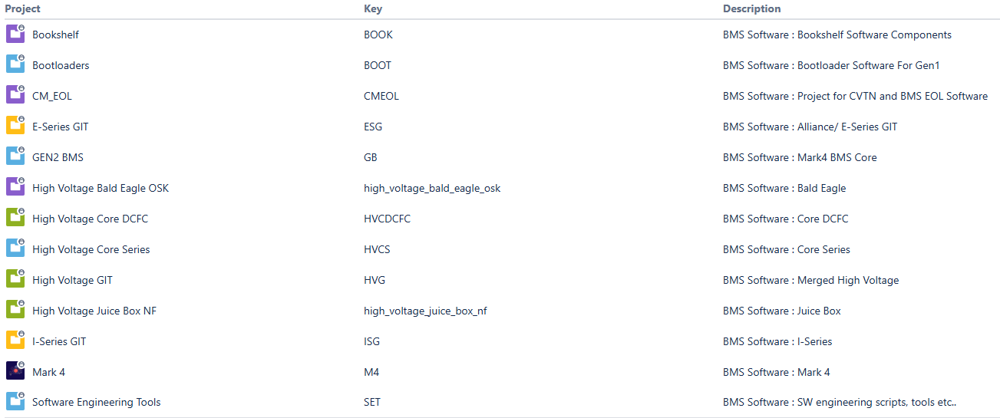 Project Key Description
Bookshelf BOOK BMS Software : Bookshelf Software Components
Bootloaders BOOT BMS Software : Bootloader Software For Gen1
CM_EOL CMEOL BMS Software : Project for CVTN and BMS EOL Software
E-Series GIT ESG BMS Software : Alliance/ E-Series GIT
GEN2 BMS GB BMS Software : Mark4 BMS Core
High Voltage Bald Eagle OSK high_voltage_bald_eagle_osk BMS Software : Bald Eagle
High Voltage Core DCFC HVCDCFC BMS Software : Core DCFC
High Voltage Core Series HVCS BMS Software : Core Series
High Voltage GIT HVG BMS Software : Merged High Voltage
High Voltage Juice Box NF high_voltage_juice_box_nf BMS Software : Juice Box
I-Series GIT ISG BMS Software : I-Series
Mark 4 M4 BMS Software : Mark 4
Software Engineering Tools SET BMS Software : SW engineering scripts, tools etc..